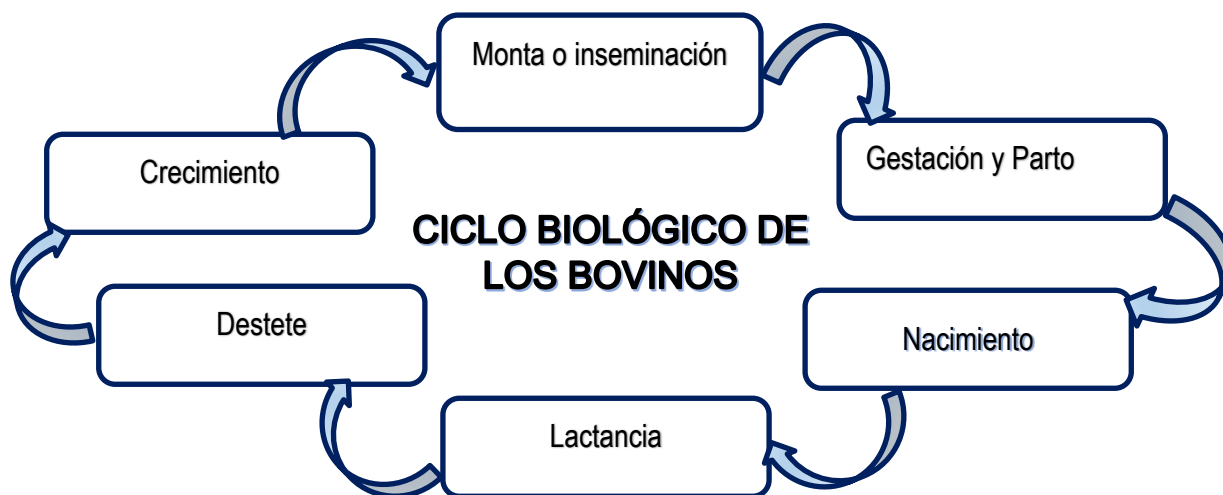 Monta o inseminación
Gestación y Parto
Crecimiento
CICLO BIOLÓGICO DE
LOS BOVINOS
Destete
Nacimiento
Lactancia